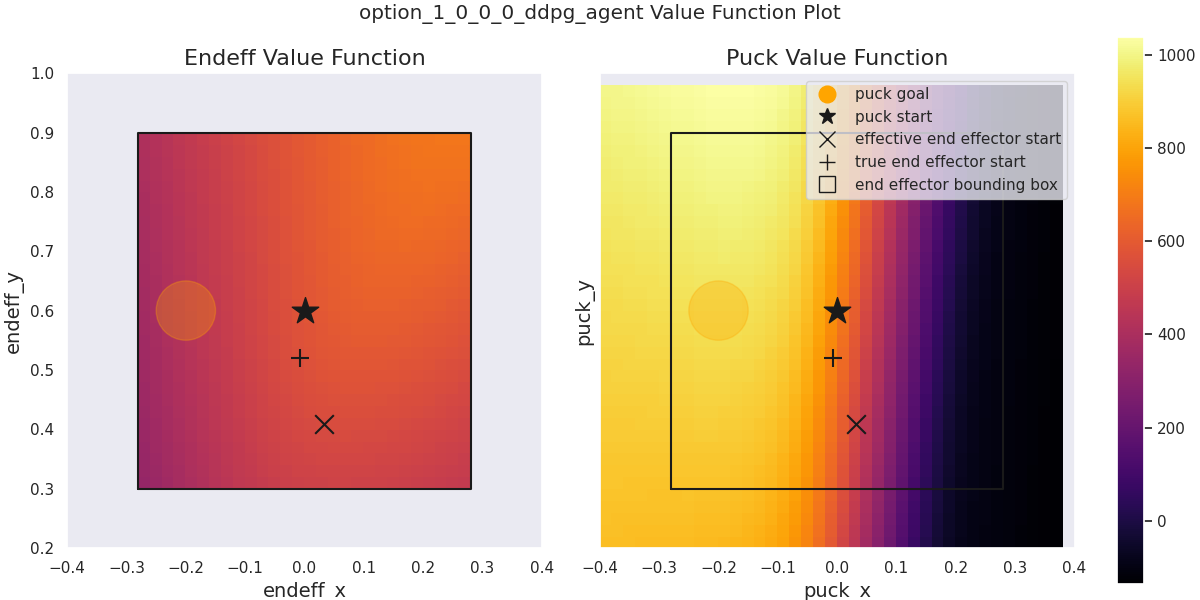 option_1_0_0_0_ddpg_agent Value Function Plot
Endeff Value Function
1.0
0.9
0.8
0.7
0.6
0.5
0.4
0.3
0.2
endeff_y
−0.4 −0.3 −0.2 −0.1 0.0 0.1 0.2 0.3 0.4
endeff_x
Puck Value Function
puck goal
puck start
effective end effector start
true end effector start
end effector bounding box
puck_y
−0.4 −0.3 −0.2 −0.1 0.0 0.1 0.2 0.3 0.4
puck_x
1000
800
600
400
200
0